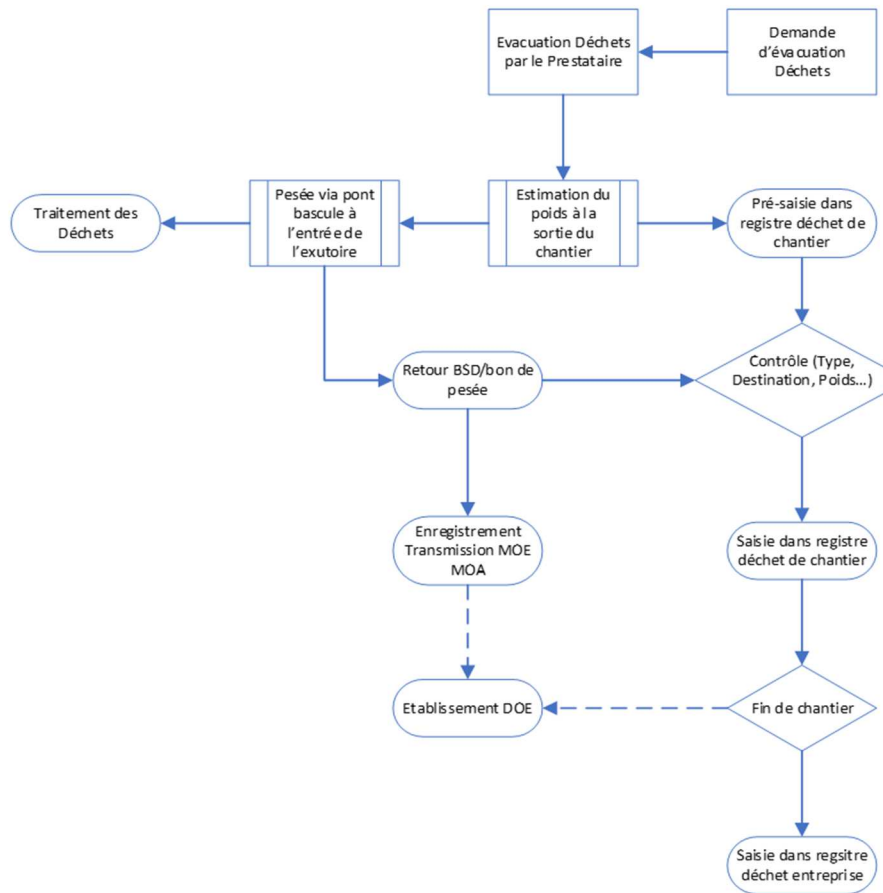 Evacuation Déchets
par le Prestataire
Demande
d'évacuation
Déchets
Traitement des
Déchets
Pesée via pont
bascule à
l'entrée de
l'exutoire
Estimation du
poids à la
sortie du
chantier
Pré-saisie dans
registre déchet de
chantier
Retour BSD/bon de
pesée
Contrôle (Type,
Destination, Poids...)
Enregistrement
Transmission MOE
MOA
Saisie dans registre
déchet de chantier
Etablissement DOE
Fin de chantier
Saisie dans regsitre
déchet entreprise